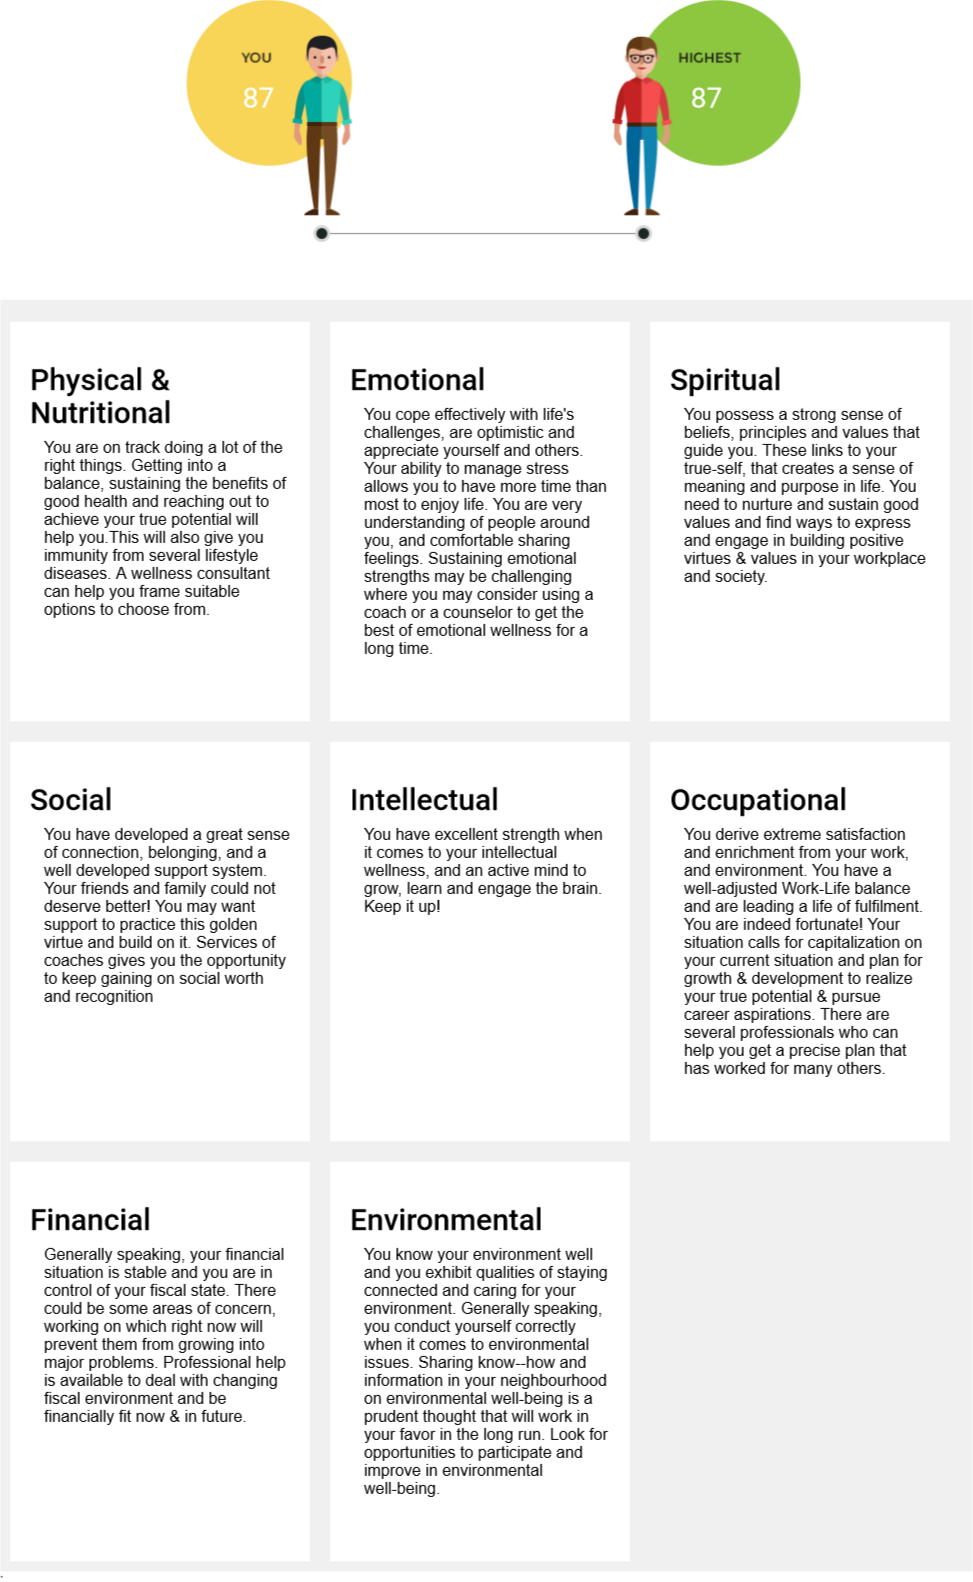 YOU
87
HIGHEST
87
Physical &
Nutritional
You are on track doing a lot of the
right things. Getting into a
balance, sustaining the benefits of
good health and reaching out to
achieve your true potential will
help you.This will also give you
immunity from several lifestyle
diseases. A wellness consultant
can help you frame suitable
options to choose from.
Emotional
You cope effectively with life's
challenges, are optimistic and
appreciate yourself and others.
Your ability to manage stress
allows you to have more time than
most to enjoy life. You are very
understanding of people around
you, and comfortable sharing
feelings. Sustaining emotional
strengths may be challenging
where you may consider using a
coach or a counselor to get the
best of emotional wellness for a
long time.
Spiritual
You possess a strong sense of
beliefs, principles and values that
guide you. These links to your
true-self, that creates a sense of
meaning and purpose in life. You
need to nurture and sustain good
values and find ways to express
and engage in building positive
virtues & values in your workplace
and society.
Social
You have developed a great sense
of connection, belonging, and a
well developed support system.
Your friends and family could not
deserve better! You may want
support to practice this golden
virtue and build on it. Services of
coaches gives you the opportunity
to keep gaining on social worth
and recognition
Intellectual
You have excellent strength when
it comes to your intellectual
wellness, and an active mind to
grow, learn and engage the brain.
Keep it up!
Occupational
You derive extreme satisfaction
and enrichment from your work,
and environment. You have a
well-adjusted Work-Life balance
and are leading a life of fulfilment.
You are indeed fortunate! Your
situation calls for capitalization on
your current situation and plan for
growth & development to realize
your true potential & pursue
career aspirations. There are
several professionals who can
help you get a precise plan that
has worked for many others.
Financial
Generally speaking, your financial
situation is stable and you are in
control of your fiscal state. There
could be some areas of concern,
working on which right now will
prevent them from growing into
major problems. Professional help
is available to deal with changing
fiscal environment and be
financially fit now & in future.
Environmental
You know your environment well
and you exhibit qualities of staying
connected and caring for your
environment. Generally speaking,
you conduct yourself correctly
when it comes to environmental
issues. Sharing know--how and
information in your neighbourhood
on environmental well-being is a
prudent thought that will work in
your favor in the long run. Look for
opportunities to participate and
improve in environmental
well-being.